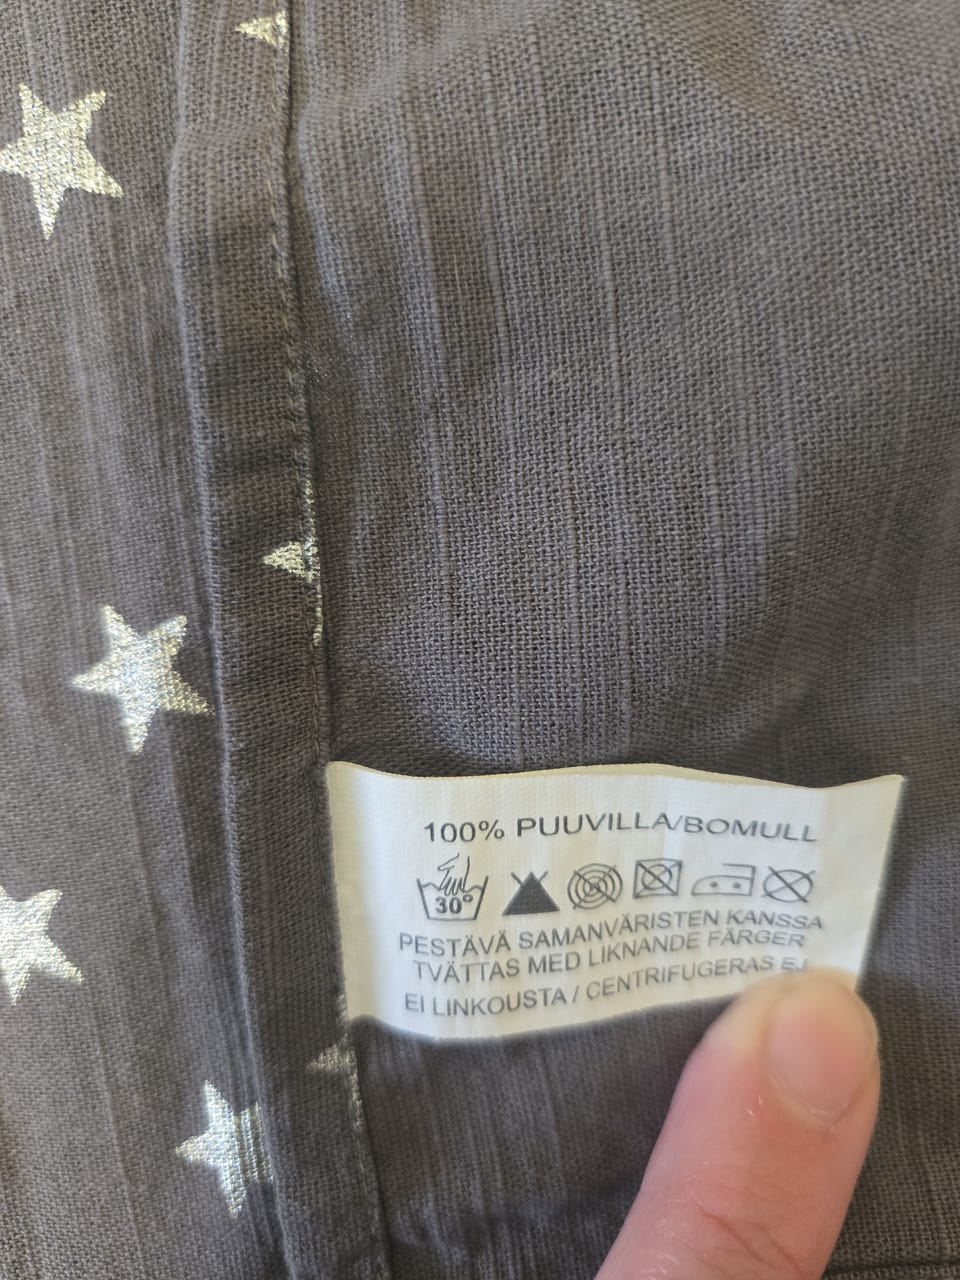 100% PUUVILLA/BOMULL
30°
PESTÄVÄ SAMANVÄRISTEN KANSSA
TVÄTTAS MED LIKNANDE FÄRGER
EI LINKOUSTA / CENTRIFUGERAS EJ